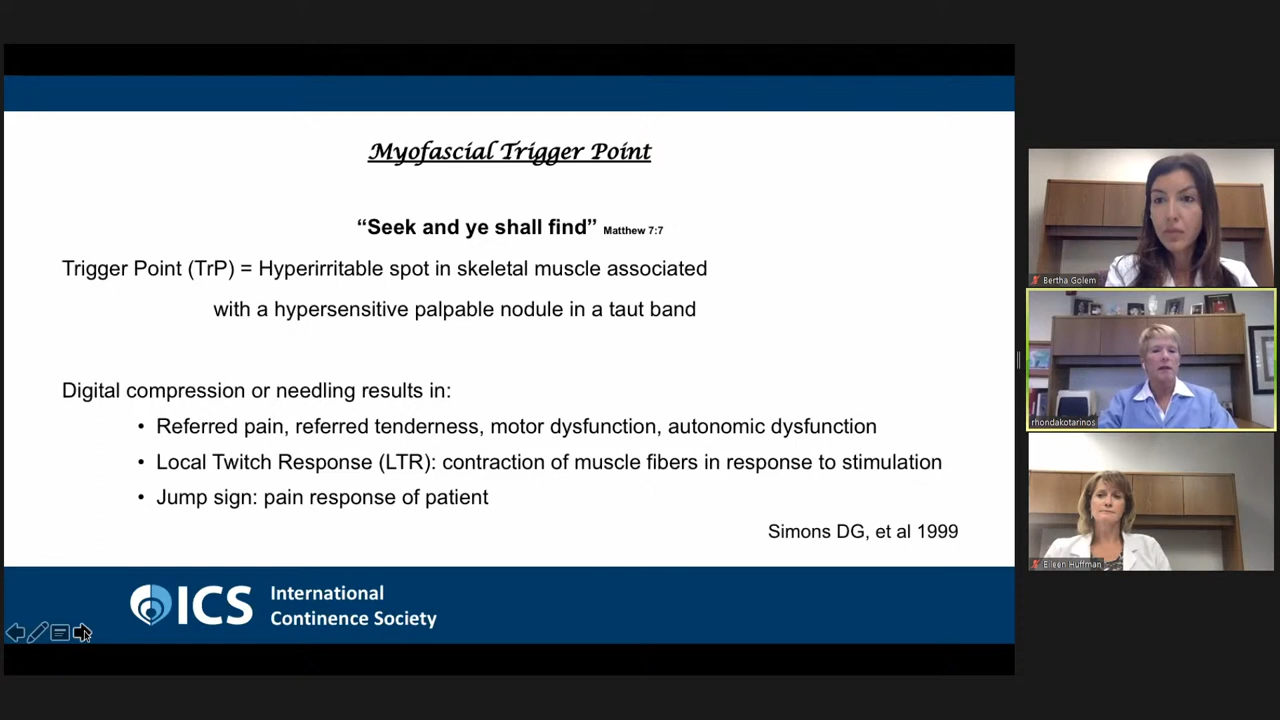 Myofascial Trigger Point
“Seek and ye shall find” Matthew 7:7
Trigger Point (TrP) = Hyperirritable spot in skeletal muscle associated
with a hypersensitive palpable nodule in a taut band
Digital compression or needling results in:
• Referred pain, referred tenderness, motor dysfunction, autonomic dysfunction
• Local Twitch Response (LTR): contraction of muscle fibers in response to stimulation
• Jump sign: pain response of patient
Simons DG, et al 1999
ICS International
Continence Society
Bertha Golem
rhondakotarinos
Eileen Huffman